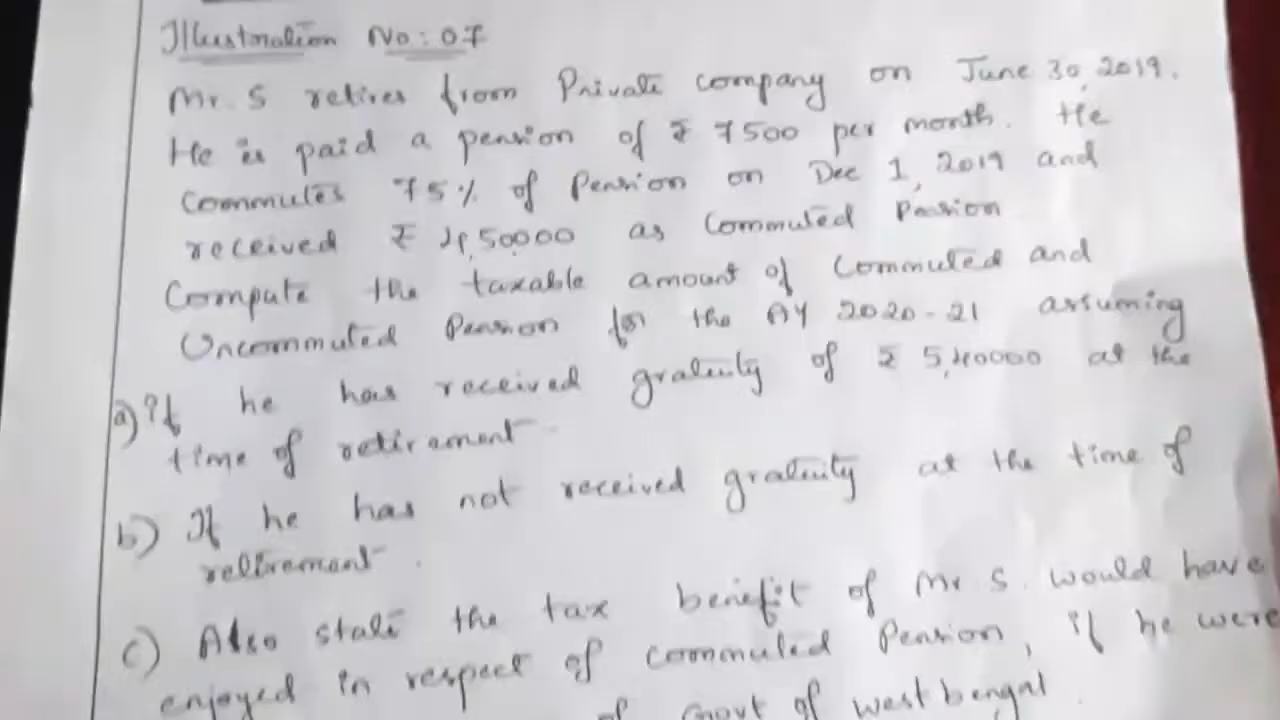 Illustration No: 07
Mr. S retires from Private company on June 30, 2019.
He is paid a pension of ₹ 7500 per month. He
Commutes 75% of Pension on Dec 1, 2019 and
received ₹ 4,50000 as Commuted Pension
Compute the taxable amount of Commuted and
Uncommuted Pension for the AY 2020-21 assuming
a) If he has received gratuity of ₹ 5,40000 at the
time of retirement.
b) If he has not received gratuity at the time of
retirement.
c) Also state the tax benefit of Mr S. would have
enjoyed in respect of commuted Pension, if he were
of Govt of West bengal